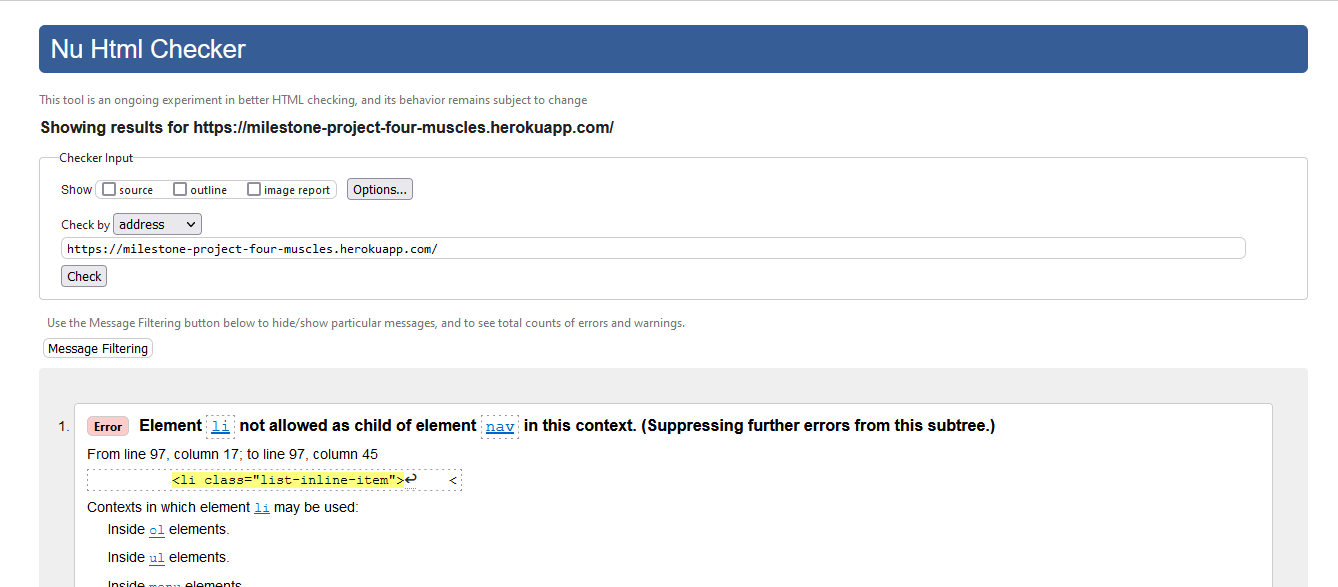 Nu Html Checker
This tool is an ongoing experiment in better HTML checking, and its behavior remains subject to change
Showing results for https://milestone-project-four-muscles.herokuapp.com/
Checker Input
Show source outline image report Options...
Check by address
https://milestone-project-four-muscles.herokuapp.com/
Check
Use the Message Filtering button below to hide/show particular messages, and to see total counts of errors and warnings.
Message Filtering
1. Error Element li not allowed as child of element nav in this context. (Suppressing further errors from this subtree.)
From line 97, column 17; to line 97, column 45
<li class="list-inline-item">↩ <
Contexts in which element li may be used:
Inside ol elements.
Inside ul elements.
Inside menu elements.